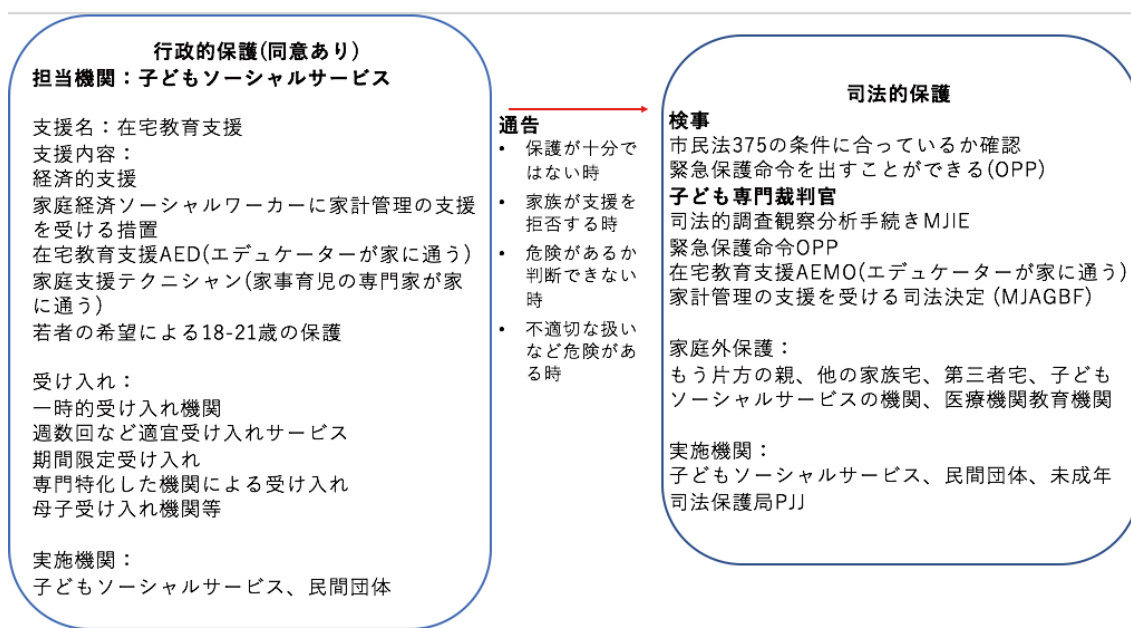 行政的保護(同意あり)
担当機関：子どもソーシャルサービス
支援名：在宅教育支援
支援内容：
経済的支援
家庭経済ソーシャルワーカーに家計管理の支援
を受ける措置
在宅教育支援AED(エデュケーターが家に通う)
家庭支援テクニシャン(家事育児の専門家が家
に通う)
若者の希望による18-21歳の保護
受け入れ：
一時的受け入れ機関
週数回など適宜受け入れサービス
期間限定受け入れ
専門特化した機関による受け入れ
母子受け入れ機関等
実施機関：
子どもソーシャルサービス、民間団体
通告
• 保護が十分で
はない時
• 家族が支援を
拒否する時
• 危険があるか
判断できない
時
• 不適切な扱い
など危険があ
る時
司法的保護
検事
市民法375の条件に合っているか確認
緊急保護命令を出すことができる(OPP)
子ども専門裁判官
司法的調査観察分析手続きMJIE
緊急保護命令OPP
在宅教育支援AEMO(エデュケーターが家に通う)
家計管理の支援を受ける司法決定 (MJAGBF)
家庭外保護：
もう片方の親、他の家族宅、第三者宅、子ども
ソーシャルサービスの機関、医療機関教育機関
実施機関：
子どもソーシャルサービス、民間団体、未成年
司法保護局PJJ